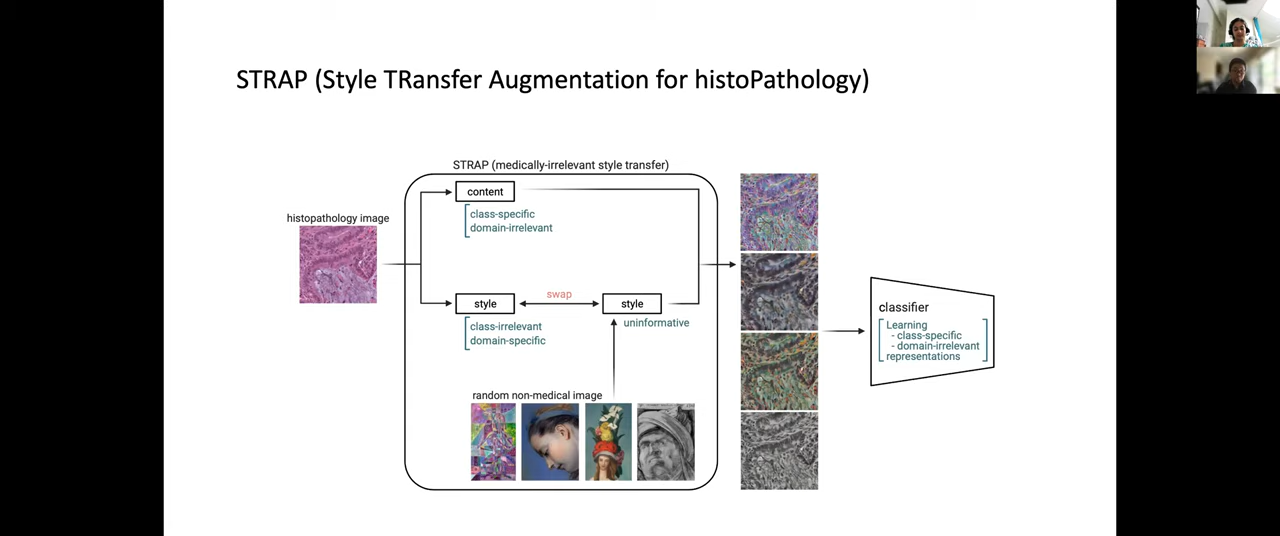 STRAP (Style TRansfer Augmentation for histoPathology)
STRAP (medically-irrelevant style transfer)
content
class-specific
domain-irrelevant
histopathology image
style
swap
style
class-irrelevant
domain-specific
uninformative
random non-medical image
classifier
Learning
- class-specific
- domain-irrelevant
representations